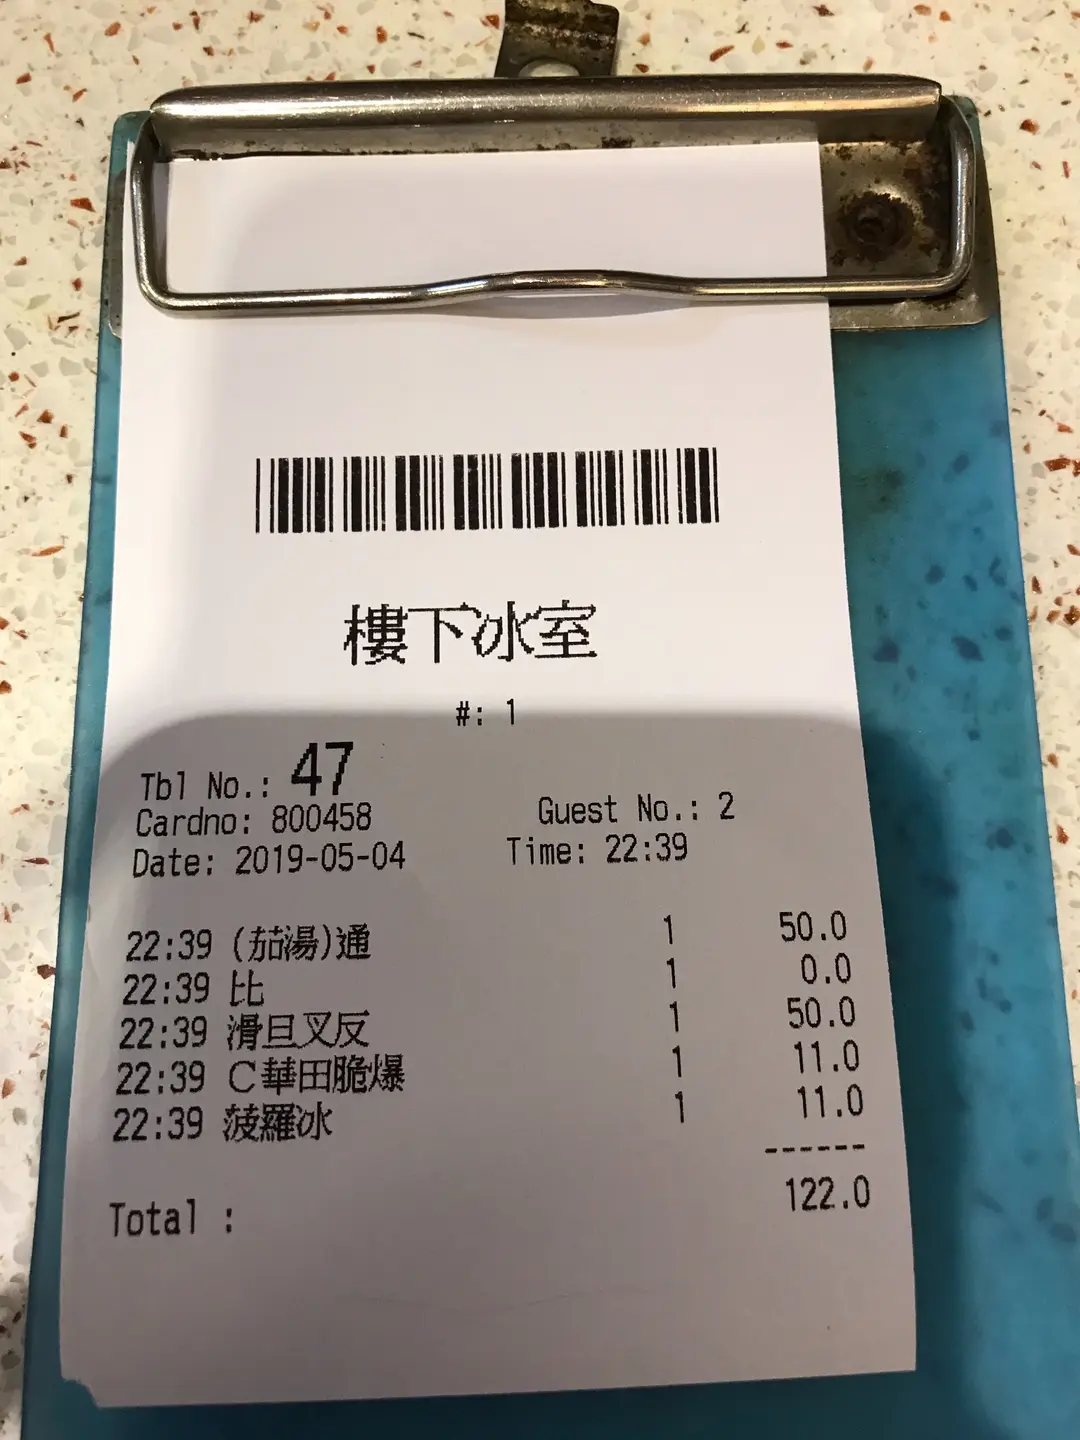 樓下冰室
#: 1
Tbl No.: 47
Cardno: 800458 Guest No.: 2
Date: 2019-05-04 Time: 22:39
22:39 (茄湯)通 1 50.0
22:39 比 1 0.0
22:39 滑旦叉反 1 50.0
22:39 C華田脆爆 1 11.0
22:39 菠羅冰 1 11.0
------
Total : 122.0